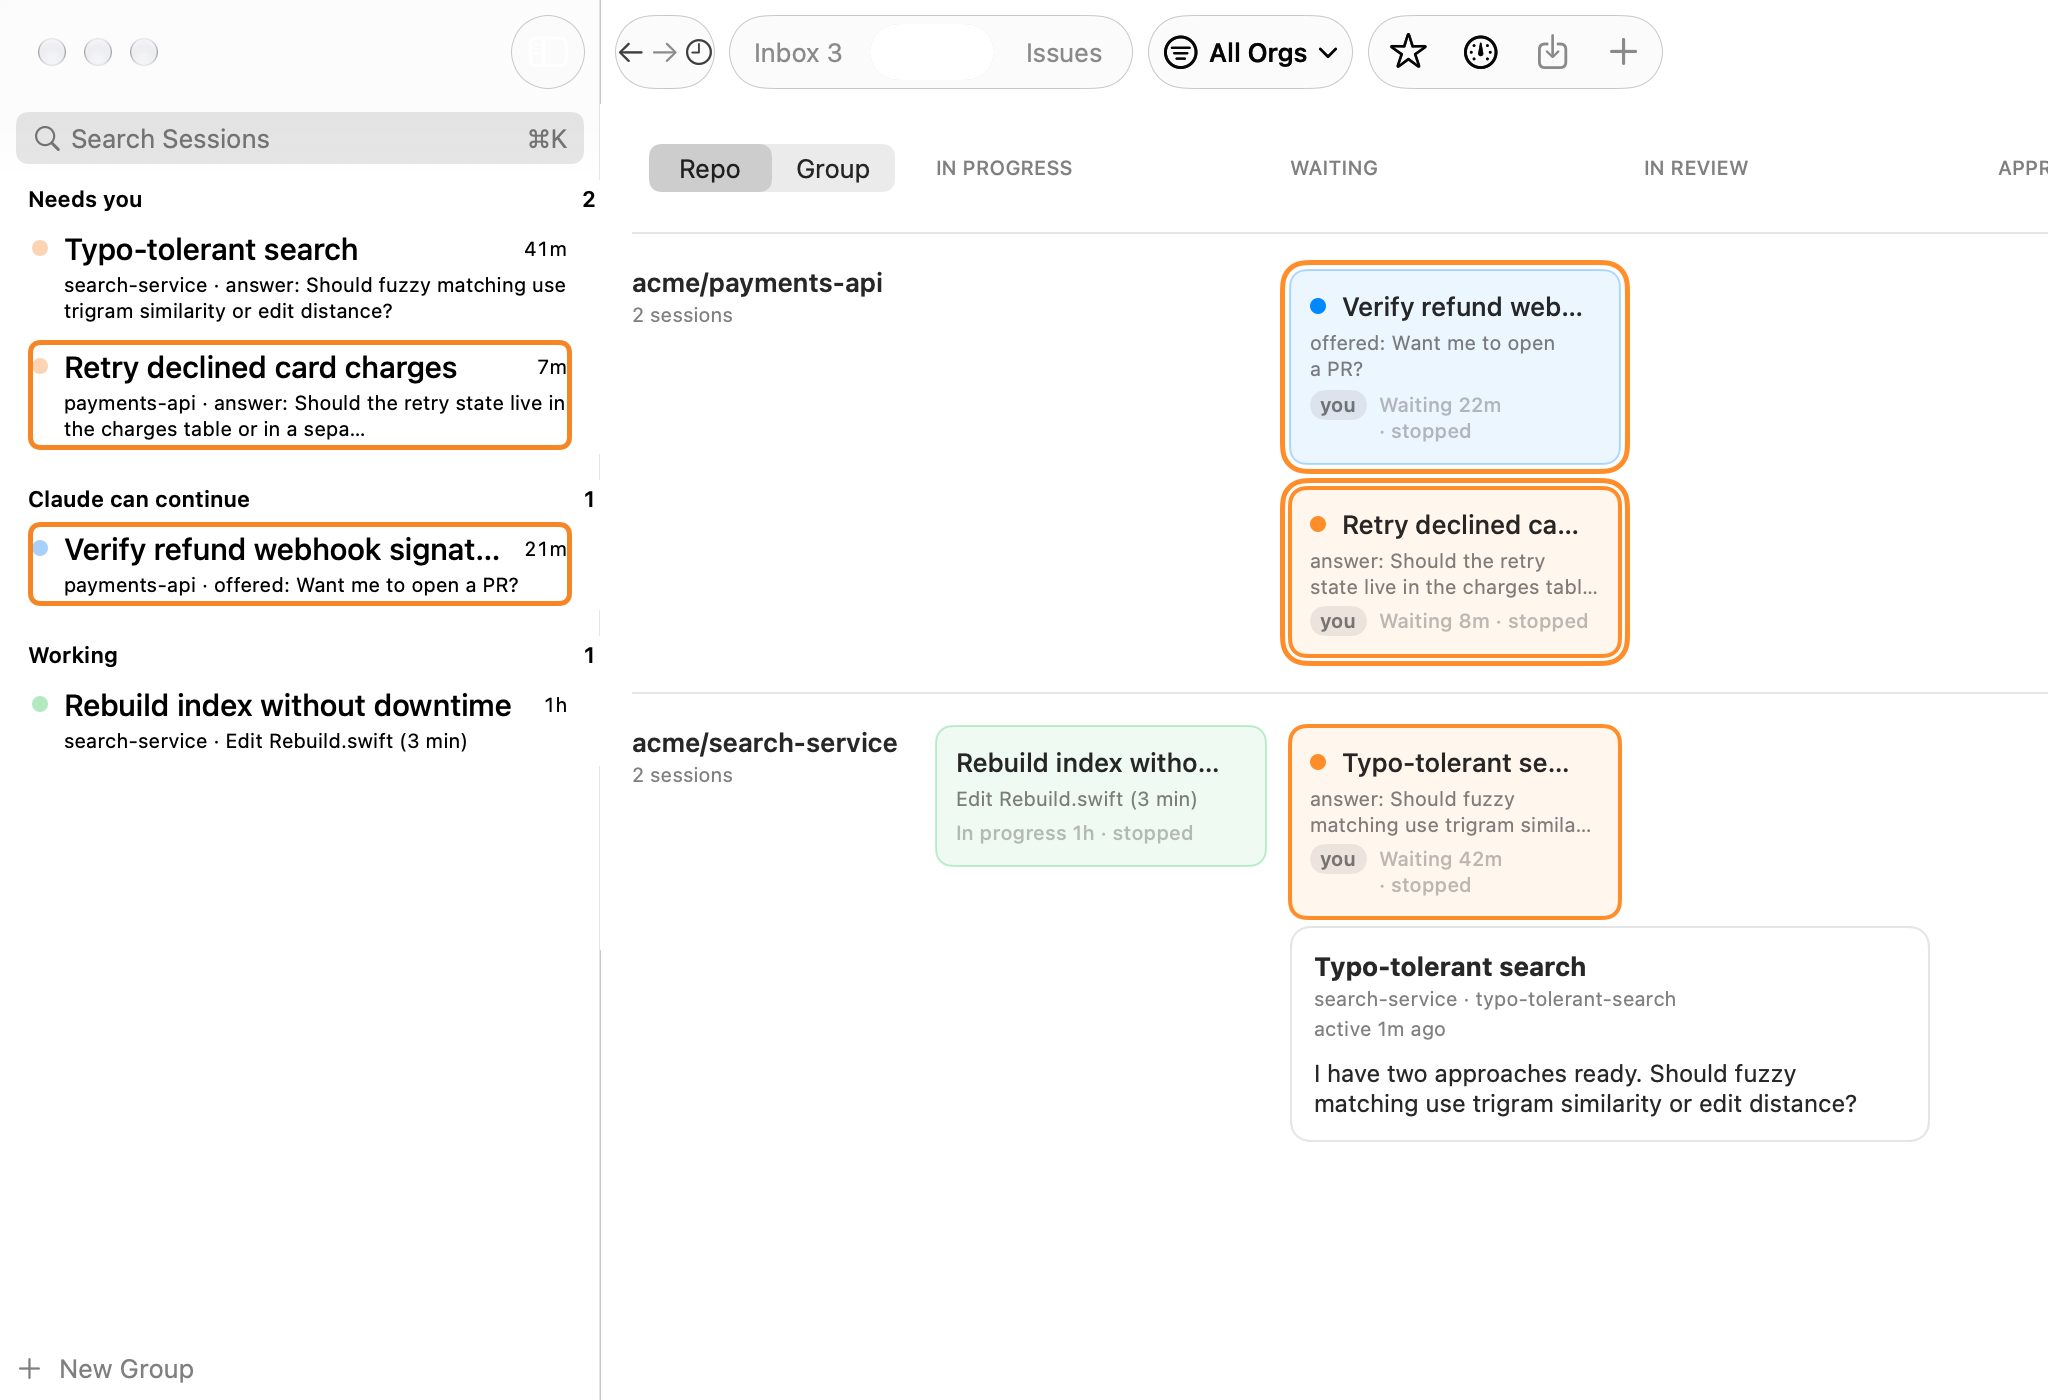 Search Sessions ⌘K
Needs you 2
Typo-tolerant search 41m
search-service · answer: Should fuzzy matching use
trigram similarity or edit distance?
Retry declined card charges 7m
payments-api · answer: Should the retry state live in
the charges table or in a sepa...
Claude can continue 1
Verify refund webhook signat... 21m
payments-api · offered: Want me to open a PR?
Working 1
Rebuild index without downtime 1h
search-service · Edit Rebuild.swift (3 min)
New Group
Inbox 3
Issues
All Orgs
Repo Group IN PROGRESS WAITING IN REVIEW APPR
acme/payments-api
2 sessions
Verify refund web...
offered: Want me to open
a PR?
you Waiting 22m
· stopped
Retry declined ca...
answer: Should the retry
state live in the charges tabl...
you Waiting 8m · stopped
acme/search-service
2 sessions
Rebuild index witho...
Edit Rebuild.swift (3 min)
In progress 1h · stopped
Typo-tolerant se...
answer: Should fuzzy
matching use trigram simila...
you Waiting 42m
· stopped
Typo-tolerant search
search-service · typo-tolerant-search
active 1m ago
I have two approaches ready. Should fuzzy
matching use trigram similarity or edit distance?